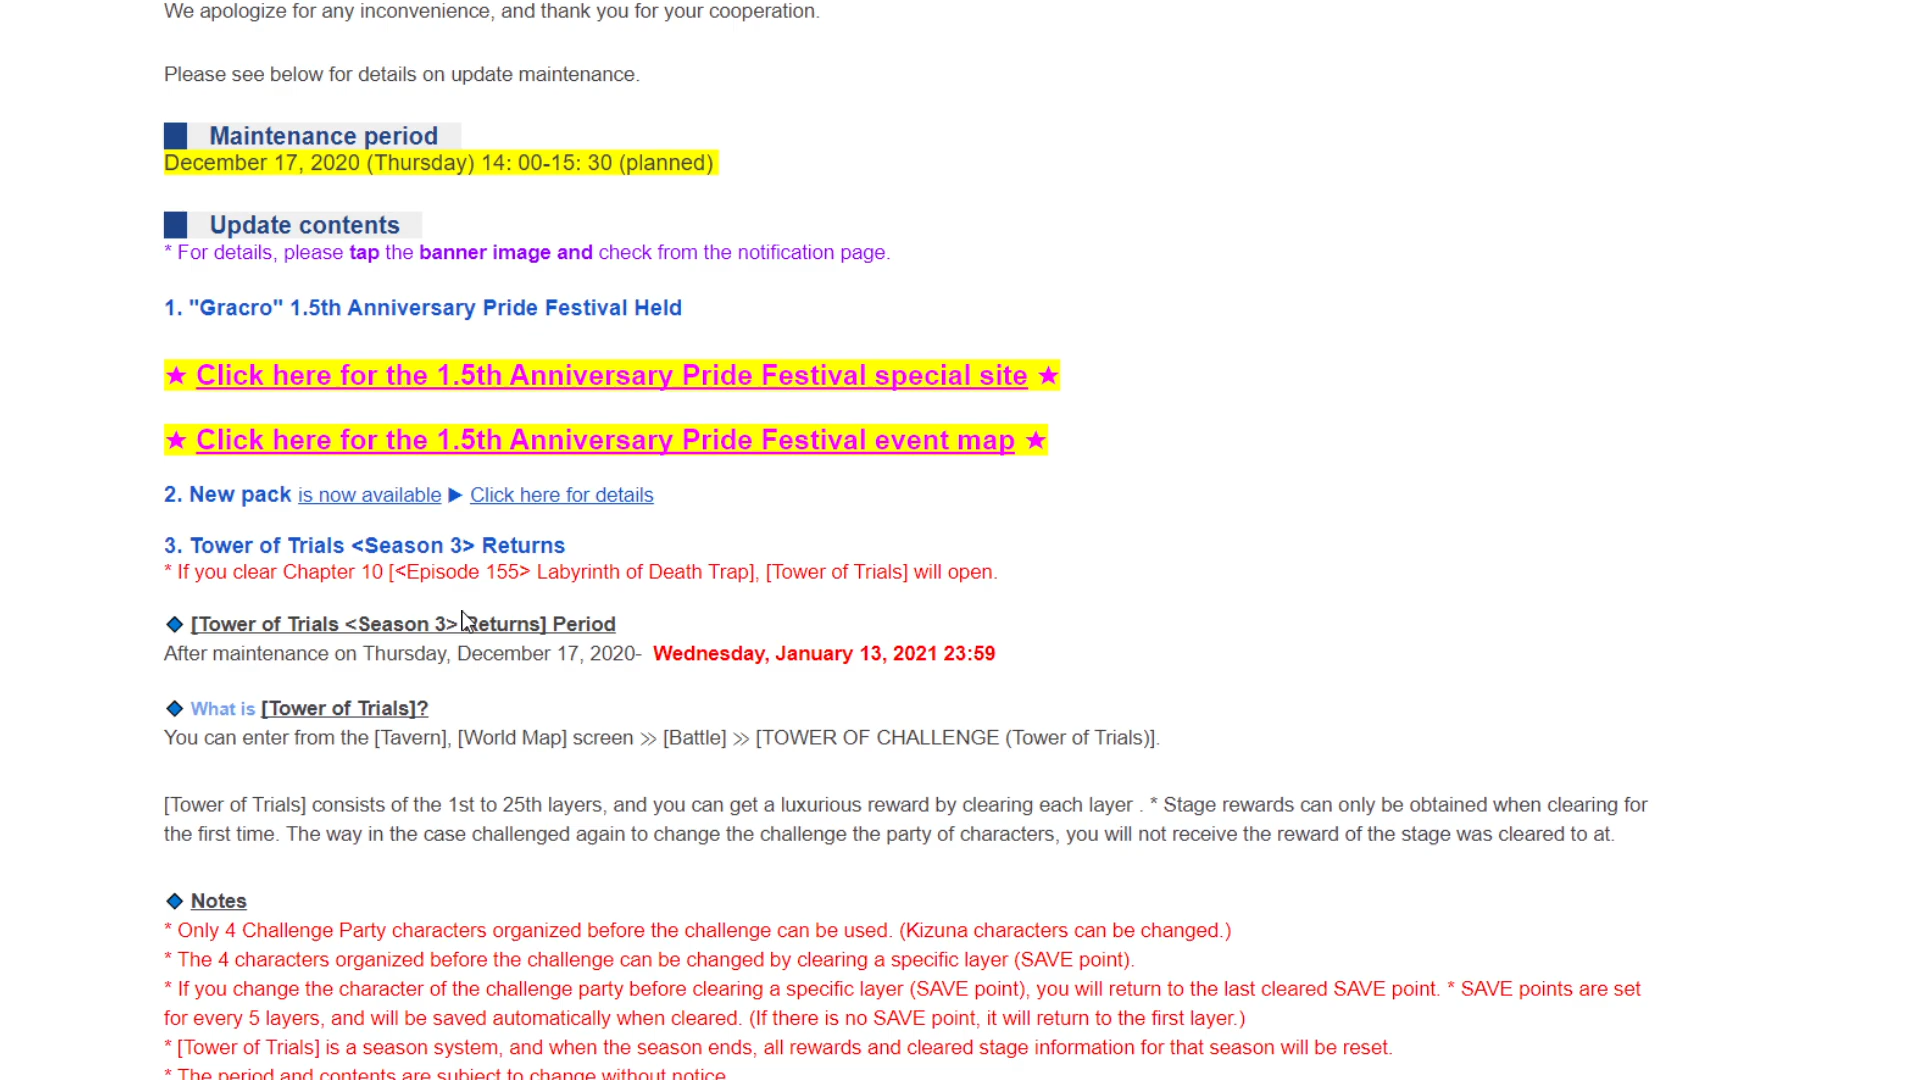 We apologize for any inconvenience, and thank you for your cooperation.
Please see below for details on update maintenance.
Maintenance period
December 17, 2020 (Thursday) 14: 00-15: 30 (planned)
Update contents
* For details, please tap the banner image and check from the notification page.
1. "Gracro" 1.5th Anniversary Pride Festival Held
★ Click here for the 1.5th Anniversary Pride Festival special site ★
★ Click here for the 1.5th Anniversary Pride Festival event map ★
2. New pack is now available ▶ Click here for details
3. Tower of Trials <Season 3> Returns
* If you clear Chapter 10 [<Episode 155> Labyrinth of Death Trap], [Tower of Trials] will open.
◆ [Tower of Trials <Season 3> Returns] Period
After maintenance on Thursday, December 17, 2020- Wednesday, January 13, 2021 23:59
◆ What is [Tower of Trials]?
You can enter from the [Tavern], [World Map] screen ≫ [Battle] ≫ [TOWER OF CHALLENGE (Tower of Trials)].
[Tower of Trials] consists of the 1st to 25th layers, and you can get a luxurious reward by clearing each layer . * Stage rewards can only be obtained when clearing for
the first time. The way in the case challenged again to change the challenge the party of characters, you will not receive the reward of the stage was cleared to at.
◆ Notes
* Only 4 Challenge Party characters organized before the challenge can be used. (Kizuna characters can be changed.)
* The 4 characters organized before the challenge can be changed by clearing a specific layer (SAVE point).
* If you change the character of the challenge party before clearing a specific layer (SAVE point), you will return to the last cleared SAVE point. * SAVE points are set
for every 5 layers, and will be saved automatically when cleared. (If there is no SAVE point, it will return to the first layer.)
* [Tower of Trials] is a season system, and when the season ends, all rewards and cleared stage information for that season will be reset.
* The period and contents are subject to change without notice.